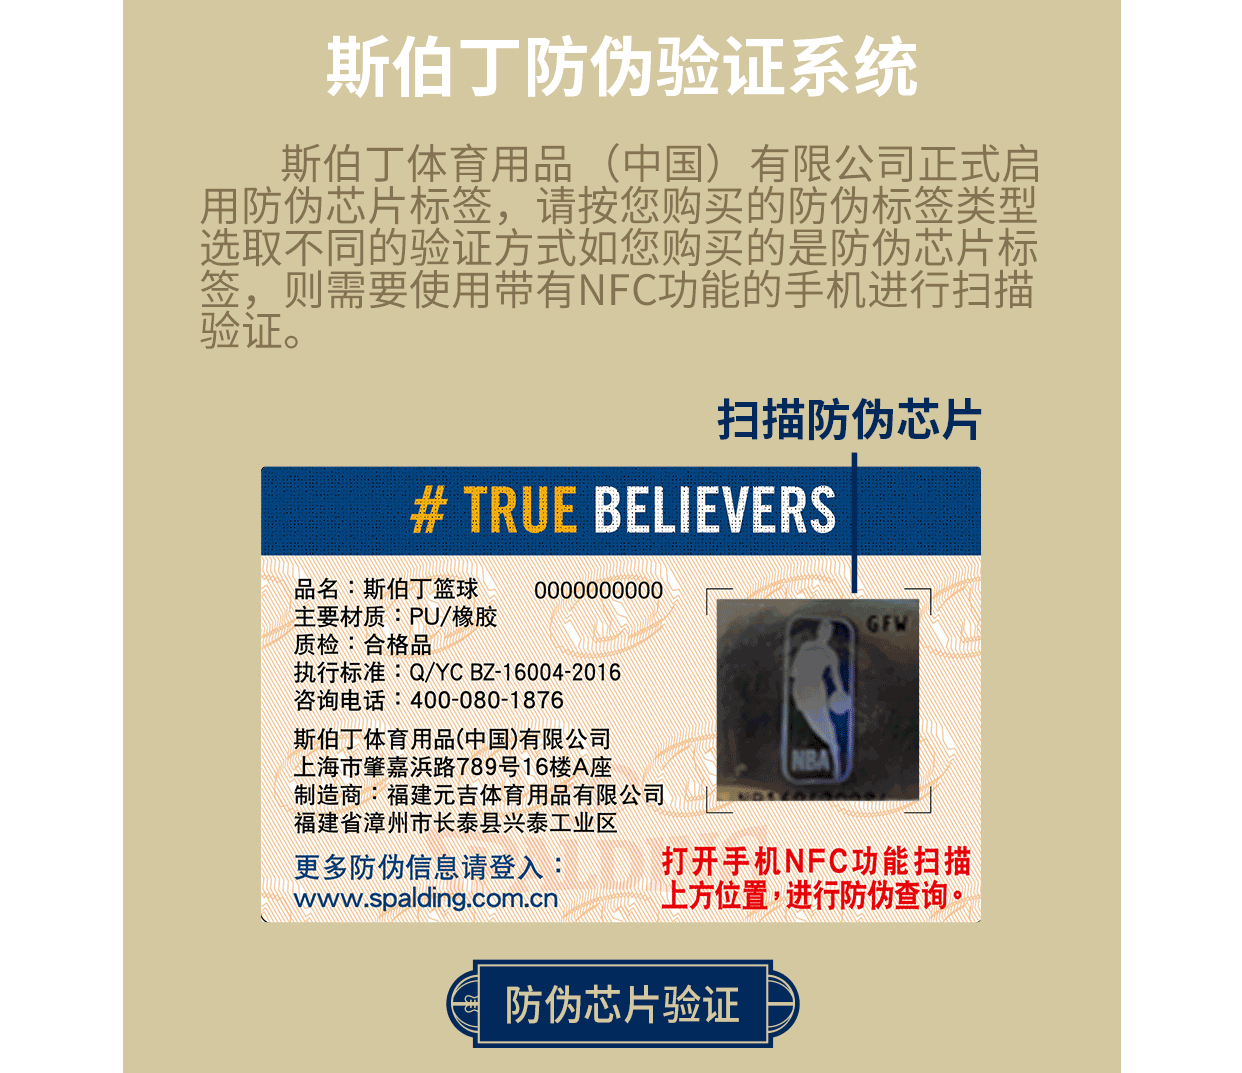 斯伯丁防伪验证系统
斯伯丁体育用品（中国）有限公司正式启
用防伪芯片标签，请按您购买的防伪标签类型
选取不同的验证方式如您购买的是防伪芯片标
签，则需要使用带有NFC功能的手机进行扫描
验证。
扫描防伪芯片
# TRUE BELIEVERS
品名：斯伯丁篮球 0000000000
主要材质：PU/橡胶
质检：合格品
执行标准：Q/YC BZ-16004-2016
咨询电话：400-080-1876
斯伯丁体育用品(中国)有限公司
上海市肇嘉浜路789号16楼A座
制造商：福建元吉体育用品有限公司
福建省漳州市长泰县兴泰工业区
更多防伪信息请登入：
www.spalding.com.cn
GFW
NBA
打开手机NFC功能扫描
上方位置，进行防伪查询。
防伪芯片验证